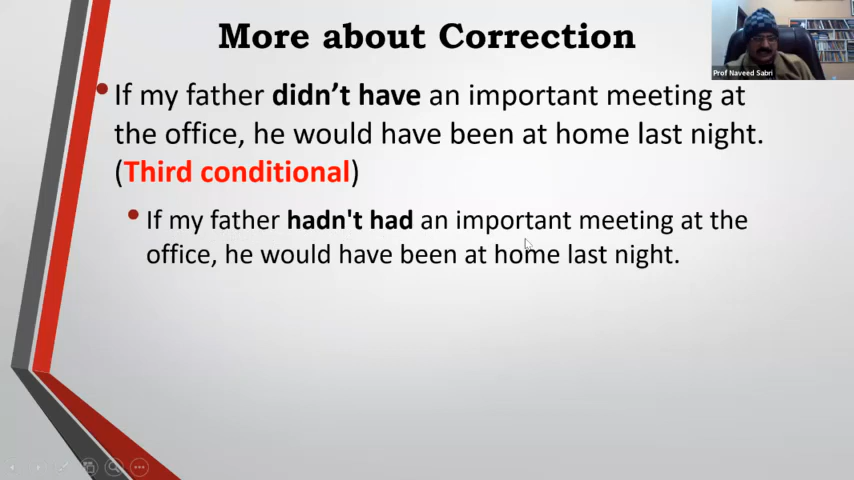 More about Correction
Prof Naveed Sabri
• If my father didn’t have an important meeting at
the office, he would have been at home last night.
(Third conditional)
• If my father hadn't had an important meeting at the
office, he would have been at home last night.